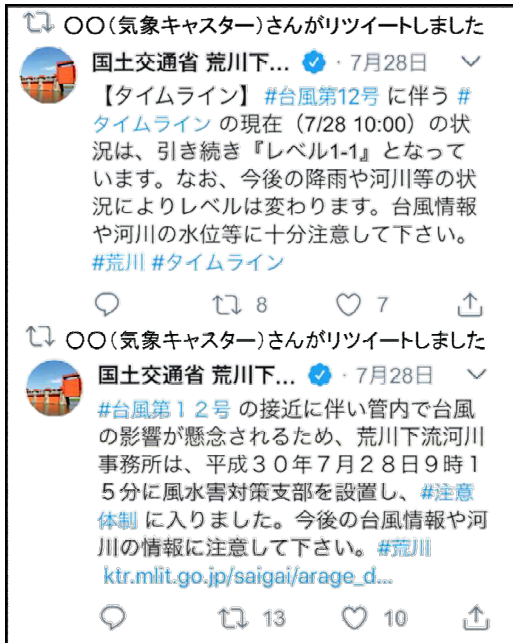 〇〇(気象キャスター)さんがリツイートしました
国土交通省 荒川下... · 7月28日
【タイムライン】 #台風第12号 に伴う #
タイムライン の現在（7/28 10:00）の状
況は、引き続き『レベル1-1』となって
います。なお、今後の降雨や河川等の状
況によりレベルは変わります。台風情報
や河川の水位等に十分注意して下さい。
#荒川 #タイムライン
8 7
〇〇(気象キャスター)さんがリツイートしました
国土交通省 荒川下... · 7月28日
#台風第１２号 の接近に伴い管内で台風
の影響が懸念されるため、荒川下流河川
事務所は、平成３０年７月２８日９時１
５分に風水害対策支部を設置し、#注意
体制 に入りました。今後の台風情報や河
川の情報に注意して下さい。#荒川
ktr.mlit.go.jp/saigai/arage_d...
13 10